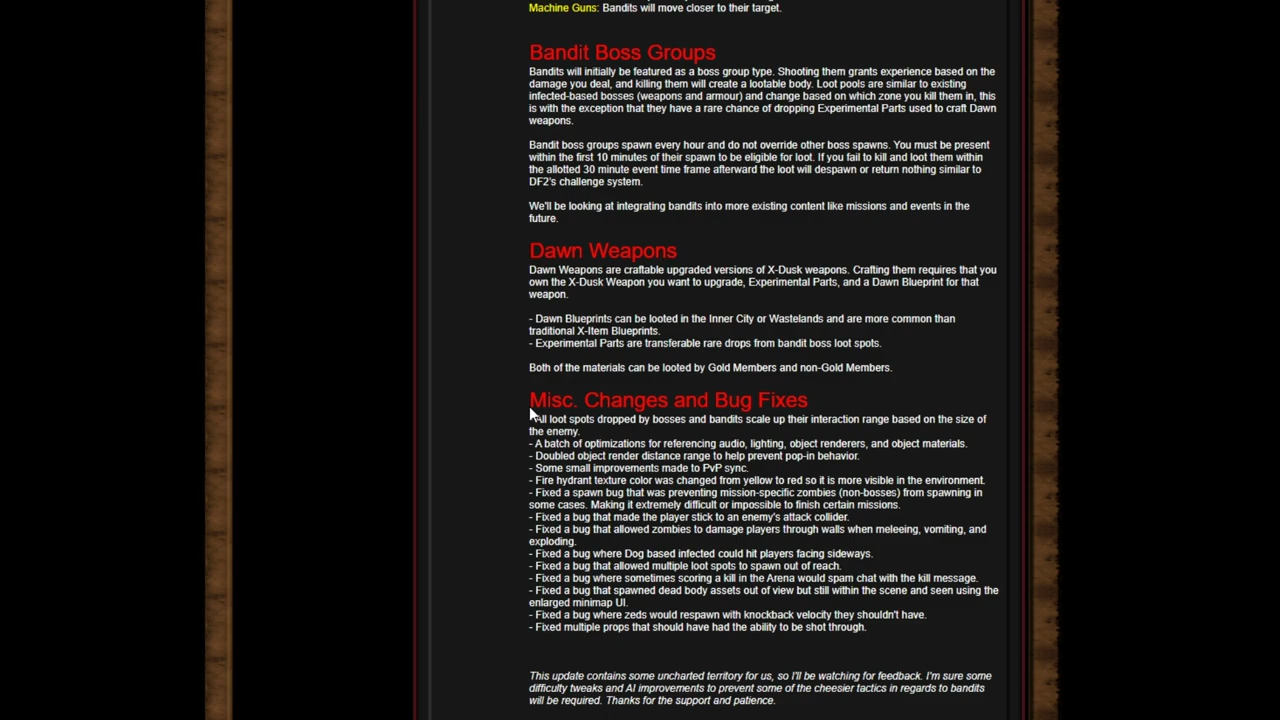 Machine Guns: Bandits will move closer to their target.
Bandit Boss Groups
Bandits will initially be featured as a boss group type. Shooting them grants experience based on the
damage you deal, and killing them will create a lootable body. Loot pools are similar to existing
infected-based bosses (weapons and armour) and change based on which zone you kill them in, this
is with the exception that they have a rare chance of dropping Experimental Parts used to craft Dawn
weapons.
Bandit boss groups spawn every hour and do not override other boss spawns. You must be present
within the first 10 minutes of their spawn to be eligible for loot. If you fail to kill and loot them within
the allotted 30 minute event time frame afterward the loot will despawn or return nothing similar to
DF2's challenge system.
We'll be looking at integrating bandits into more existing content like missions and events in the
future.
Dawn Weapons
Dawn Weapons are craftable upgraded versions of X-Dusk weapons. Crafting them requires that you
own the X-Dusk Weapon you want to upgrade, Experimental Parts, and a Dawn Blueprint for that
weapon.
- Dawn Blueprints can be looted in the Inner City or Wastelands and are more common than
traditional X-Item Blueprints.
- Experimental Parts are transferable rare drops from bandit boss loot spots.
Both of the materials can be looted by Gold Members and non-Gold Members.
Misc. Changes and Bug Fixes
- All loot spots dropped by bosses and bandits scale up their interaction range based on the size of
the enemy.
- A batch of optimizations for referencing audio, lighting, object renderers, and object materials.
- Doubled object render distance range to help prevent pop-in behavior.
- Some small improvements made to PvP sync.
- Fire hydrant texture color was changed from yellow to red so it is more visible in the environment.
- Fixed a spawn bug that was preventing mission-specific zombies (non-bosses) from spawning in
some cases. Making it extremely difficult or impossible to finish certain missions.
- Fixed a bug that made the player stick to an enemy's attack collider.
- Fixed a bug that allowed zombies to damage players through walls when meleeing, vomiting, and
exploding.
- Fixed a bug where Dog based infected could hit players facing sideways.
- Fixed a bug that allowed multiple loot spots to spawn out of reach.
- Fixed a bug where sometimes scoring a kill in the Arena would spam chat with the kill message.
- Fixed a bug that spawned dead body assets out of view but still within the scene and seen using the
enlarged minimap UI.
- Fixed a bug where zeds would respawn with knockback velocity they shouldn't have.
- Fixed multiple props that should have had the ability to be shot through.
This update contains some uncharted territory for us, so I'll be watching for feedback. I'm sure some
difficulty tweaks and AI improvements to prevent some of the cheesier tactics in regards to bandits
will be required. Thanks for the support and patience.